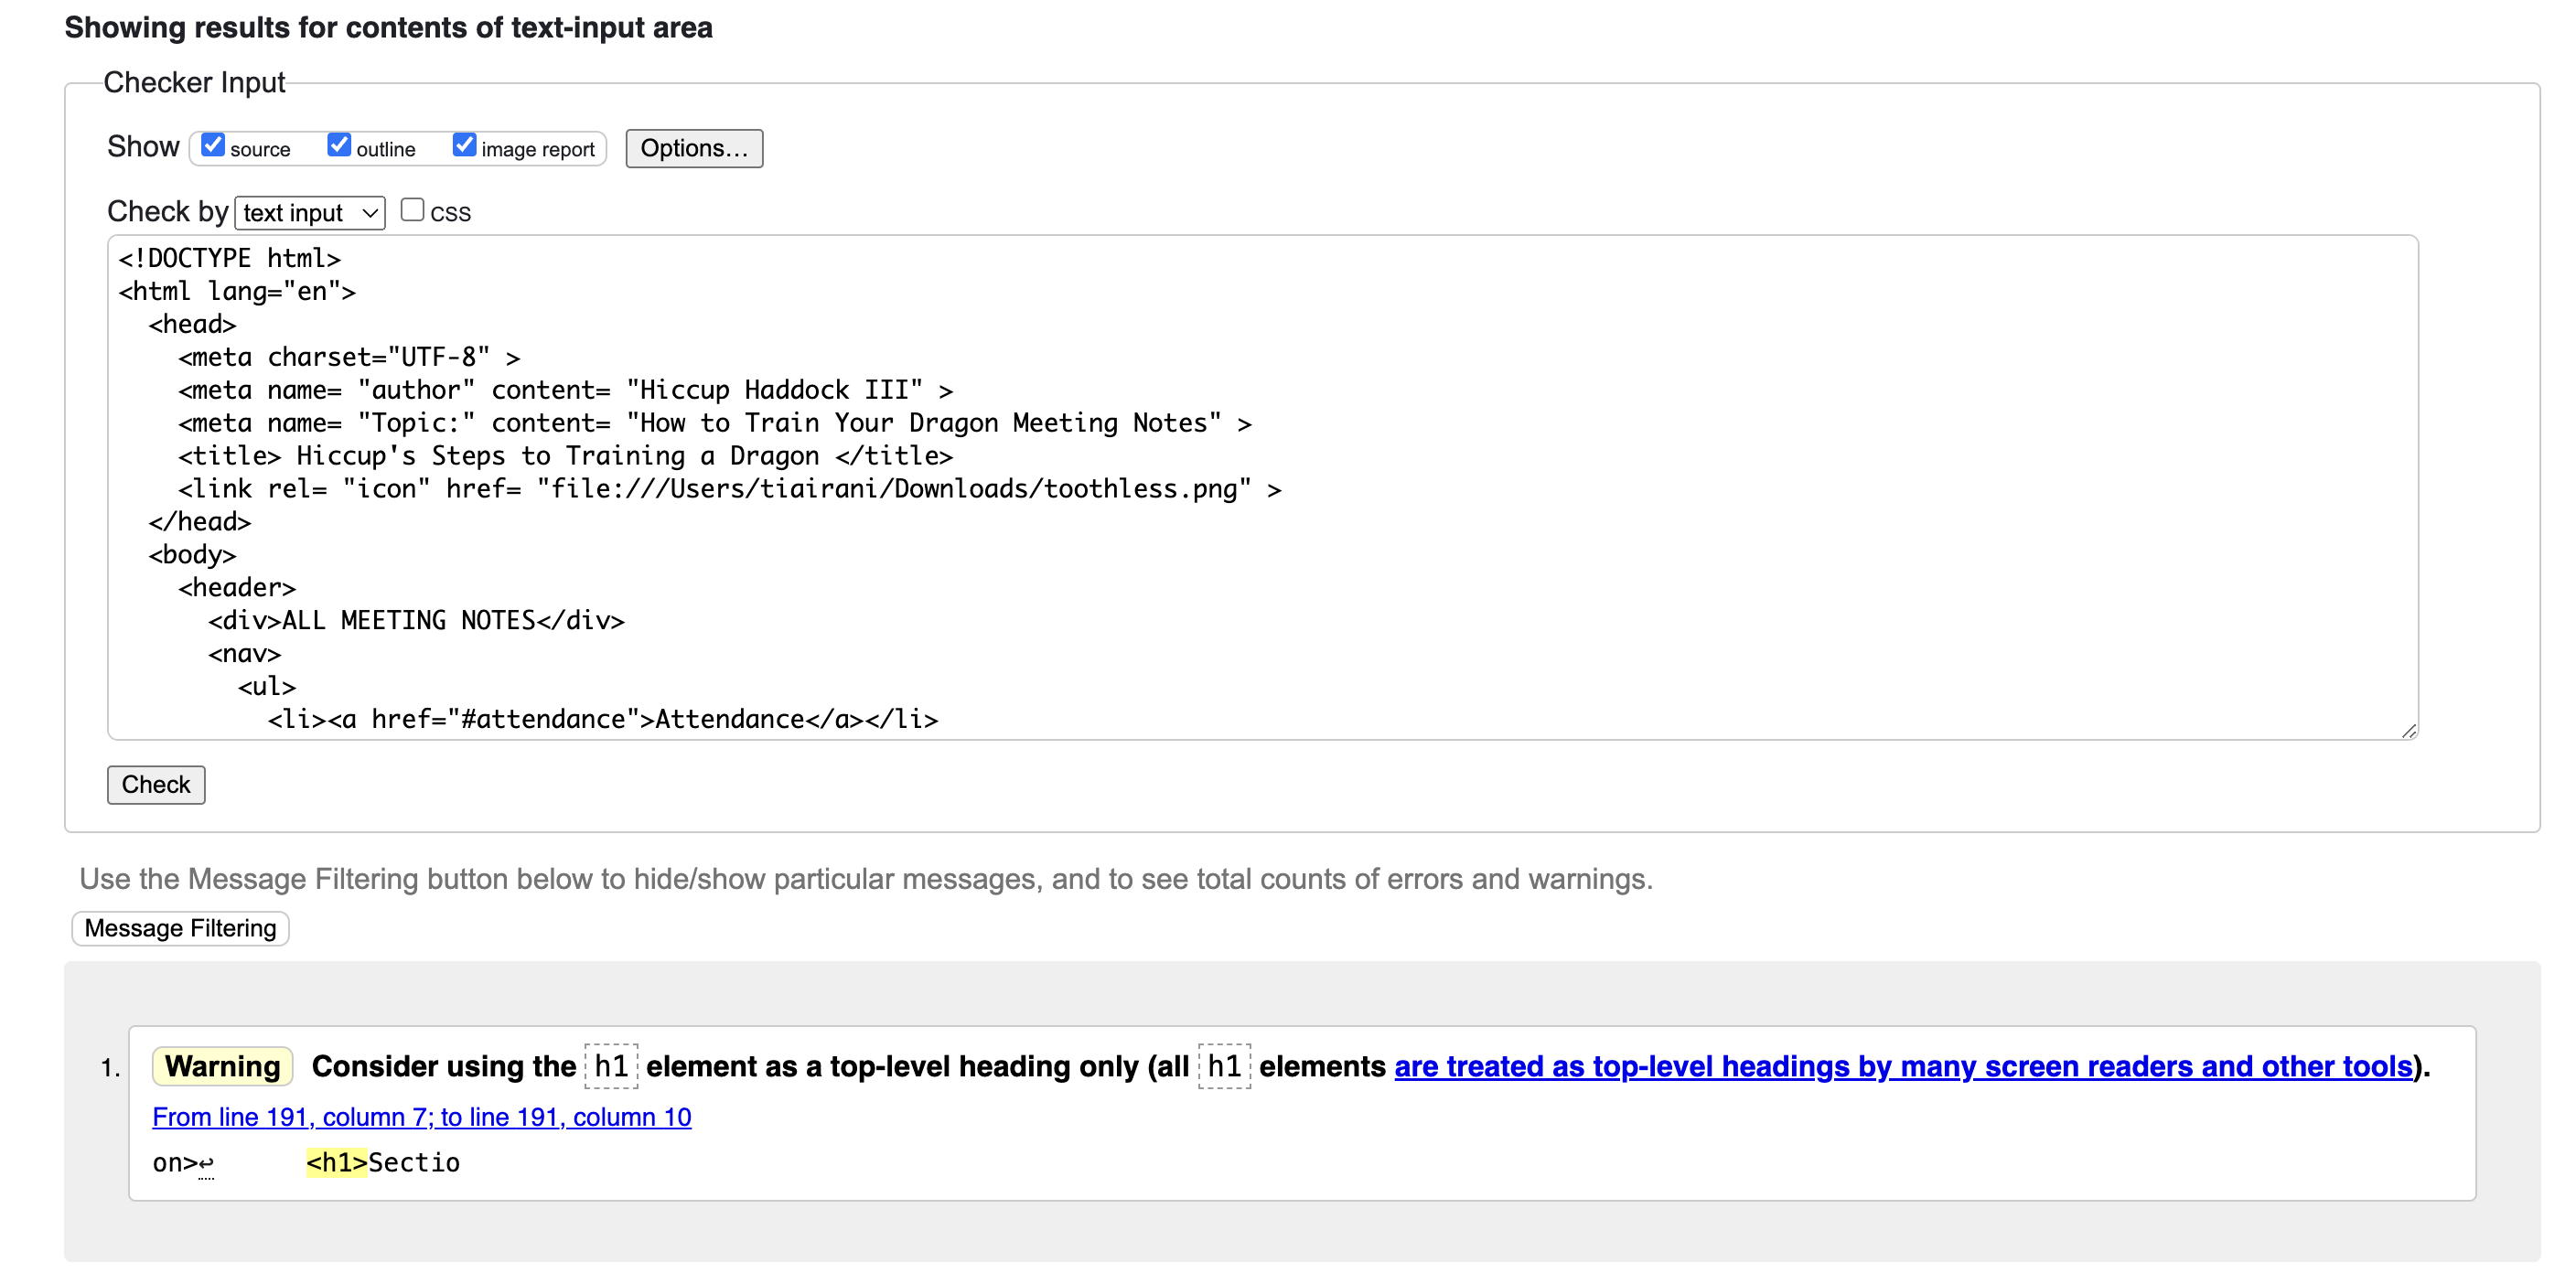 Showing results for contents of text-input area
Checker Input
Show source outline image report Options...
Check by text input CSS
<!DOCTYPE html>
<html lang="en">
<head>
<meta charset="UTF-8" >
<meta name= "author" content= "Hiccup Haddock III" >
<meta name= "Topic:" content= "How to Train Your Dragon Meeting Notes" >
<title> Hiccup's Steps to Training a Dragon </title>
<link rel= "icon" href= "file:///Users/tiairani/Downloads/toothless.png" >
</head>
<body>
<header>
<div>ALL MEETING NOTES</div>
<nav>
<ul>
<li><a href="#attendance">Attendance</a></li>
Check
Use the Message Filtering button below to hide/show particular messages, and to see total counts of errors and warnings.
Message Filtering
1. Warning Consider using the h1 element as a top-level heading only (all h1 elements are treated as top-level headings by many screen readers and other tools).
From line 191, column 7; to line 191, column 10
on>↩ <h1>Sectio